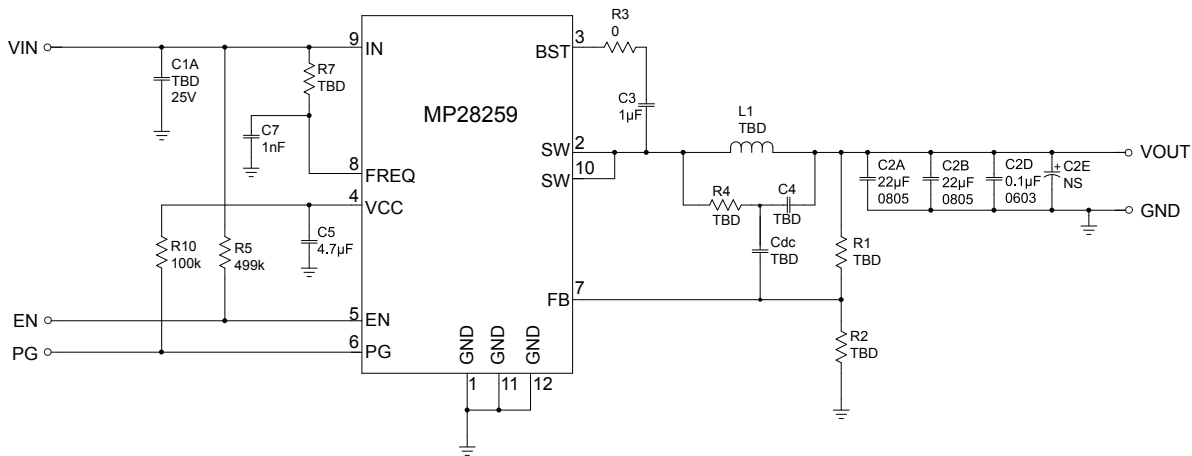 VIN
C1A
TBD
25V
R7
TBD
C7
1nF
R10
100k
R5
499k
C5
4.7µF
EN
PG
9
IN
8
FREQ
4
VCC
5
EN
6
PG
MP28259
GND
GND
GND
1
11
12
3
BST
2
SW
10
SW
7
FB
R3
0
C3
1µF
L1
TBD
R4
TBD
C4
TBD
Cdc
TBD
R1
TBD
R2
TBD
C2A
22µF
0805
C2B
22µF
0805
C2D
0.1µF
0603
+
C2E
NS
VOUT
GND